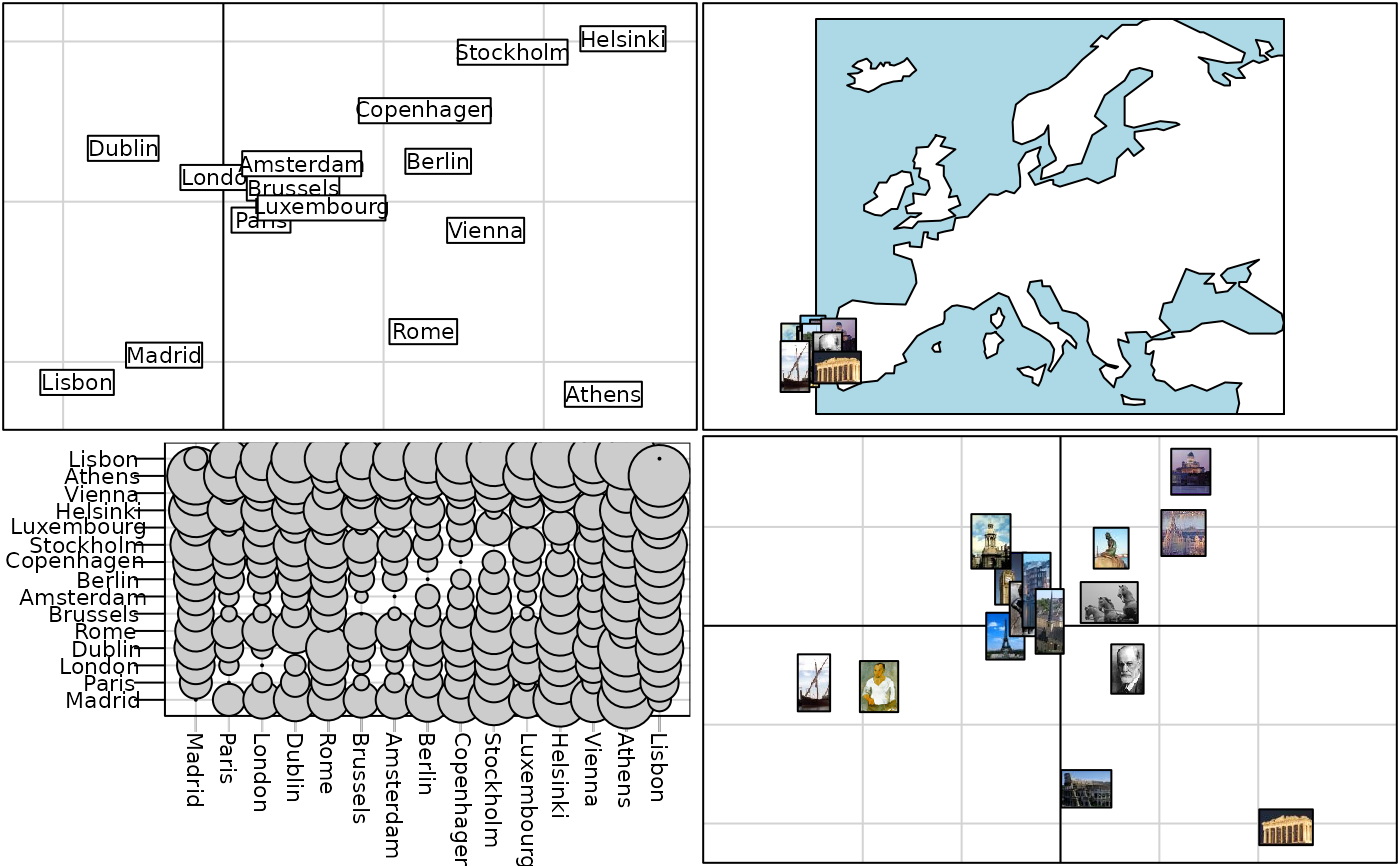 Helsinki
Stockholm
Copenhagen
Dublin
Berlin
Amsterdam
Londo
Brussels
Luxembourg
Paris
Vienna
Rome
Madrid
Lisbon
Athens
Lisbon
Athens
Vienna
Helsinki
Luxembourg
Stockholm
Copenhagen
Berlin
Amsterdam
Brussels
Rome
Dublin
London
Paris
Madrid
Madrid
Paris
London
Dublin
Rome
Brussels
Amsterdam
Berlin
Copenhagen
Stockholm
Luxembourg
Helsinki
Vienna
Athens
Lisbon